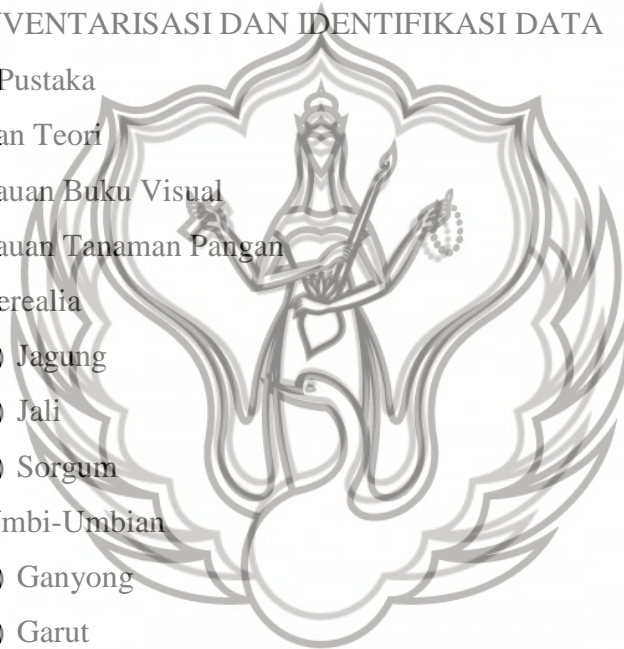 VENTARISASI DAN IDENTIFIKASI DATA
Pustaka
an Teori
auan Buku Visual
auan Tanaman Pangan
erealia
) Jagung
) Jali
) Sorgum
mbi-Umbian
) Ganyong
) Garut